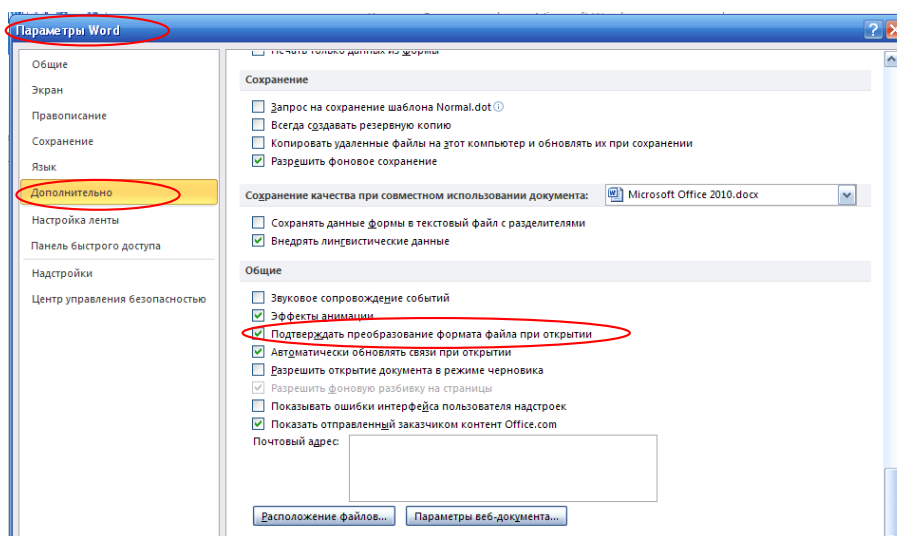 Параметры Word
Общие
Экран
Правописание
Сохранение
Язык
Дополнительно
Настройка ленты
Панель быстрого доступа
Надстройки
Центр управления безопасностью
Печать только данных из формы
Сохранение
Запрос на сохранение шаблона Normal.dot
Всегда создавать резервную копию
Копировать удаленные файлы на этот компьютер и обновлять их при сохранении
Разрешить фоновое сохранение
Сохранение качества при совместном использовании документа: Microsoft Office 2010.docx
Сохранять данные формы в текстовый файл с разделителями
Внедрять лингвистические данные
Общие
Звуковое сопровождение событий
Эффекты анимации
Подтверждать преобразование формата файла при открытии
Автоматически обновлять связи при открытии
Разрешить открытие документа в режиме черновика
Разрешить фоновую разбивку на страницы
Показывать ошибки интерфейса пользователя надстроек
Показать отправленный заказчиком контент Office.com
Почтовый адрес:
Расположение файлов... Параметры веб-документа...